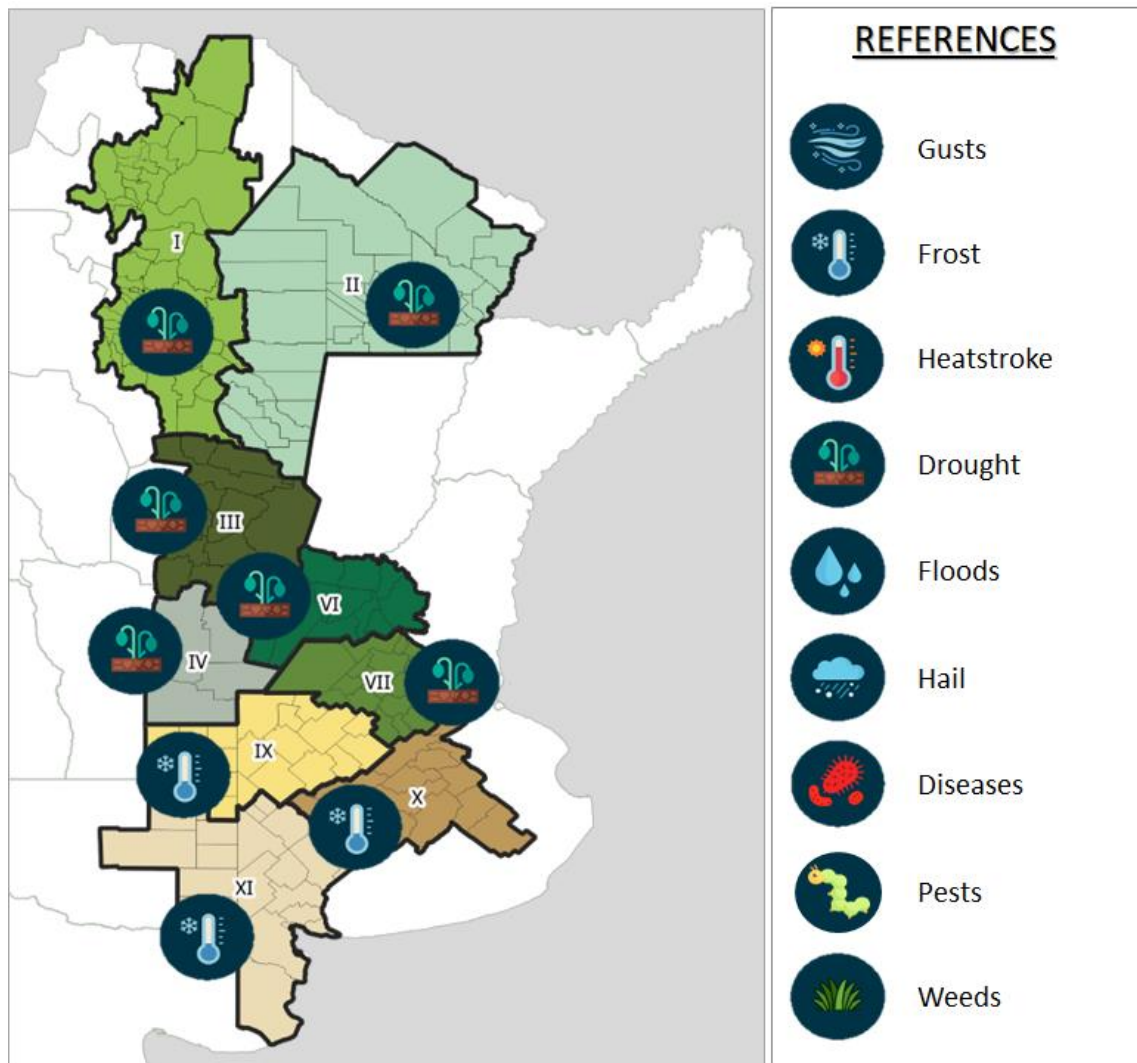 REFERENCES
Gusts
Frost
Heatstroke
Drought
Floods
Hail
Diseases
Pests
Weeds
I
II
III
VI
IV
VII
IX
X
XI